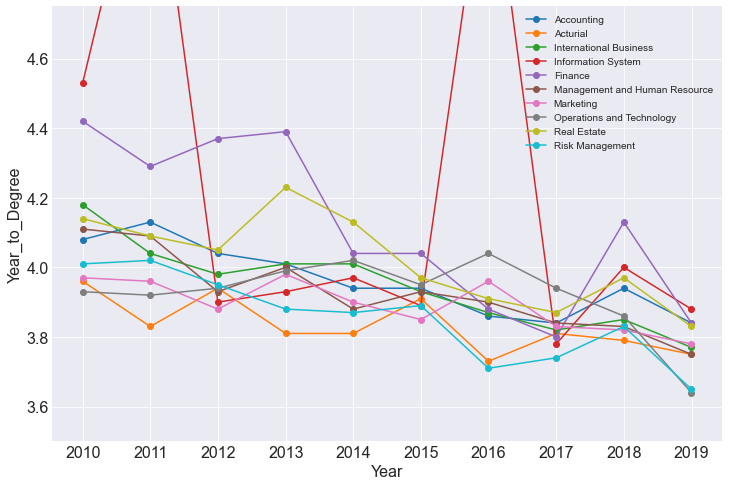 4.6
4.4
4.2
4.0
3.8
3.6
Year_to_Degree
2010 2011 2012 2013 2014 2015 2016 2017 2018 2019
Year
Accounting
Acturial
International Business
Information System
Finance
Management and Human Resource
Marketing
Operations and Technology
Real Estate
Risk Management